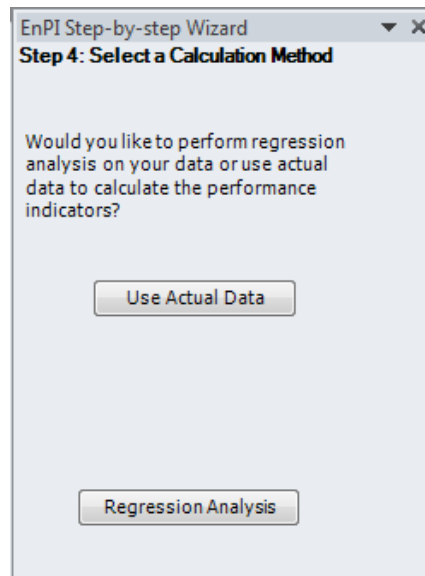 EnPI Step-by-step Wizard
Step 4: Select a Calculation Method
Would you like to perform regression
analysis on your data or use actual
data to calculate the performance
indicators?
Use Actual Data
Regression Analysis